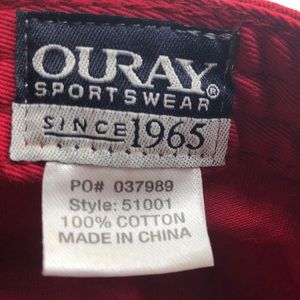 OURAY®
SPORTSWEAR
SINCE 1965
PO# 037989
Style: 51001
100% COTTON
MADE IN CHINA